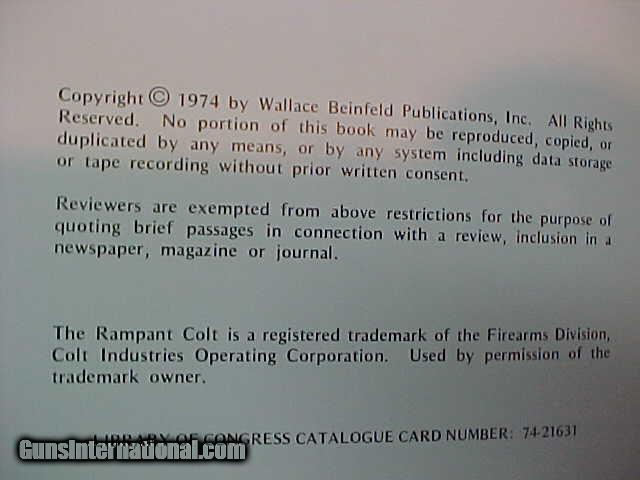 Copyright © 1974 by Wallace Beinfeld Publications, Inc. All Rights
Reserved. No portion of this book may be reproduced, copied, or
duplicated by any means, or by any system including data storage
or tape recording without prior written consent.
Reviewers are exempted from above restrictions for the purpose of
quoting brief passages in connection with a review, inclusion in a
newspaper, magazine or journal.
The Rampant Colt is a registered trademark of the Firearms Division,
Colt Industries Operating Corporation. Used by permission of the
trademark owner.
LIBRARY OF CONGRESS CATALOGUE CARD NUMBER: 74-21631
GunsInternational.com